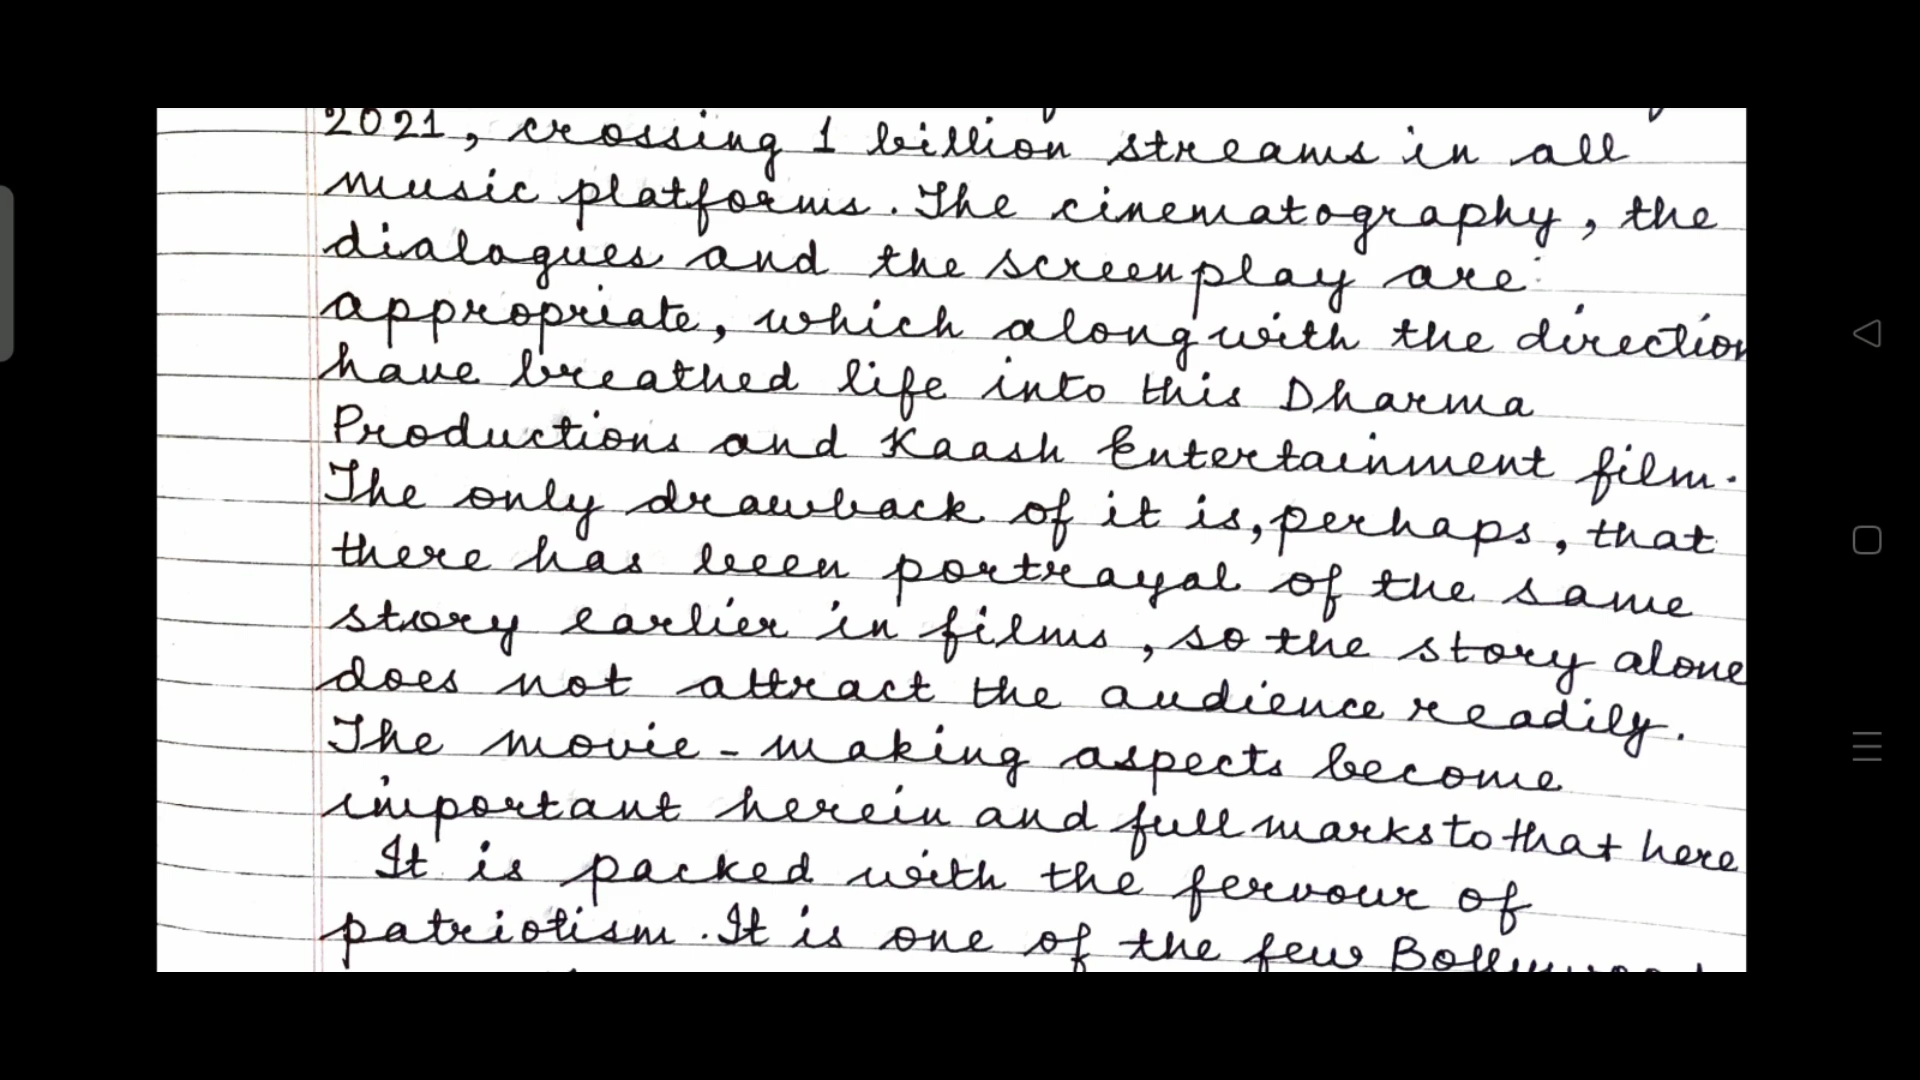 2021, crossing 1 billion streams in all
music platforms. The cinematography, the
dialogues and the screenplay are
appropriate, which alongwith the direction
have breathed life into this Dharma
Productions and Kaash Entertainment film.
The only drawback of it is, perhaps, that
there has been portrayal of the same
story earlier in films, so the story alone
does not attract the audience readily.
The movie-making aspects become
important herein and full marks to that here
It is packed with the fervour of
patriotism. It is one of the few